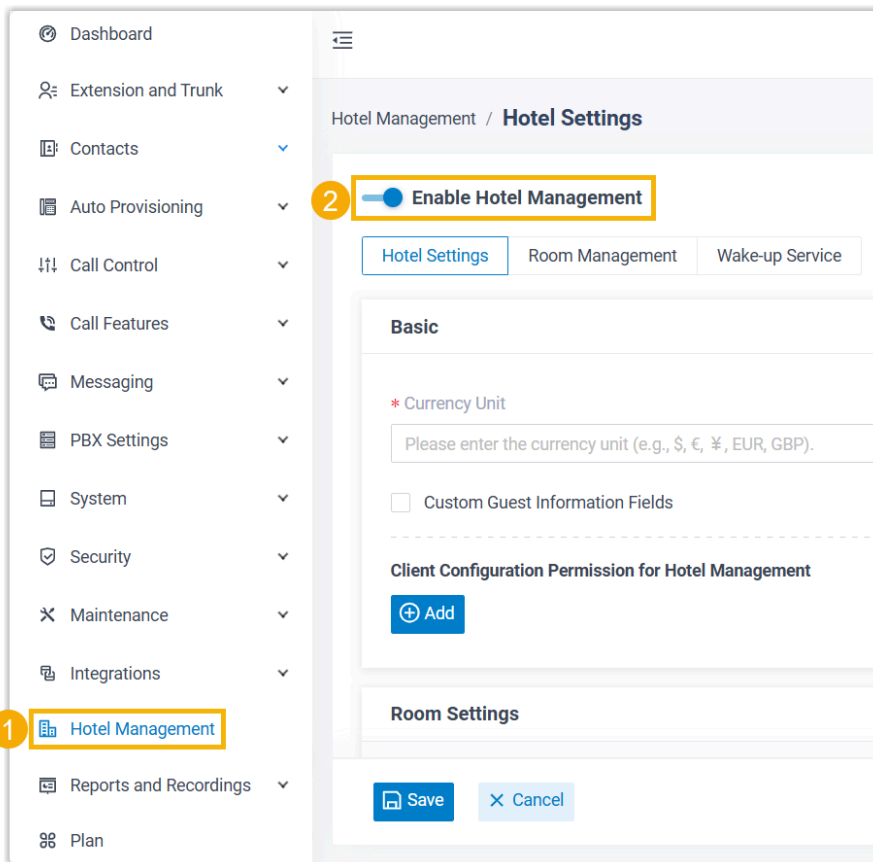 Dashboard
Extension and Trunk
Contacts
Auto Provisioning
Call Control
Call Features
Messaging
PBX Settings
System
Security
Maintenance
Integrations
1 Hotel Management
Reports and Recordings
Plan
Hotel Management / Hotel Settings
2 Enable Hotel Management
Hotel Settings Room Management Wake-up Service
Basic
* Currency Unit
Please enter the currency unit (e.g., $, €, ¥, EUR, GBP).
Custom Guest Information Fields
Client Configuration Permission for Hotel Management
Add
Room Settings
Save Cancel